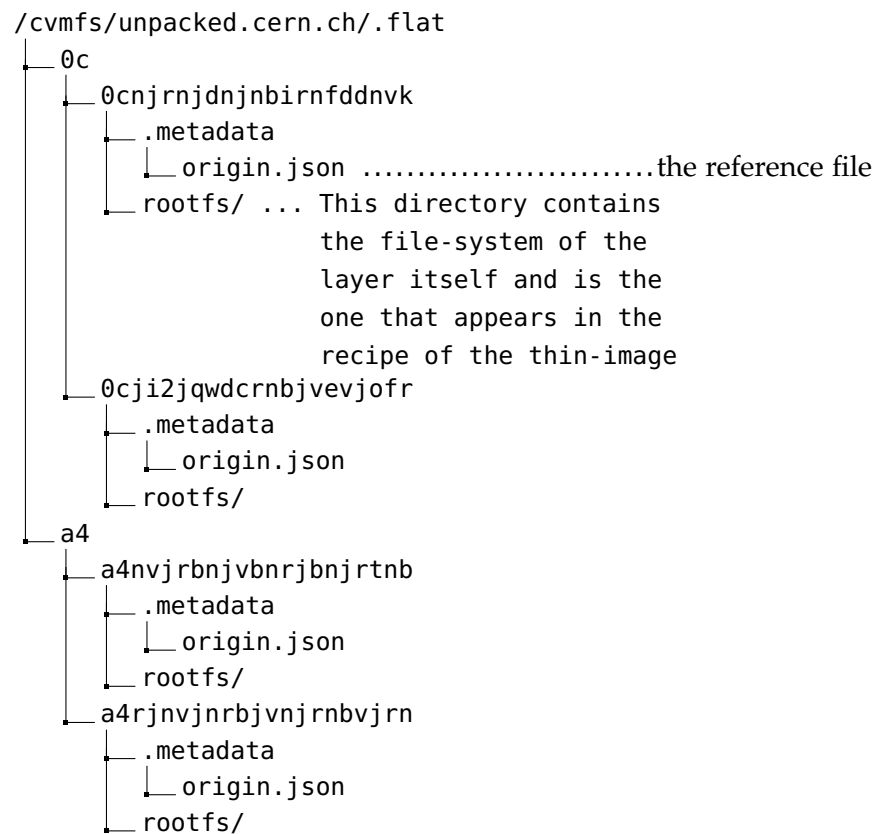 /cvmfs/unpacked.cern.ch/.flat
0c
0cnjrnjdnjnbirnfddnvk
.metadata
origin.json ...........................the reference file
rootfs/ ... This directory contains
the file-system of the
layer itself and is the
one that appears in the
recipe of the thin-image
0cji2jqwdcrnbjvevjofr
.metadata
origin.json
rootfs/
a4
a4nvjrbnjvbnrjbnjrtnb
.metadata
origin.json
rootfs/
a4rjnvjnrbjvnjrnbvjrn
.metadata
origin.json
rootfs/